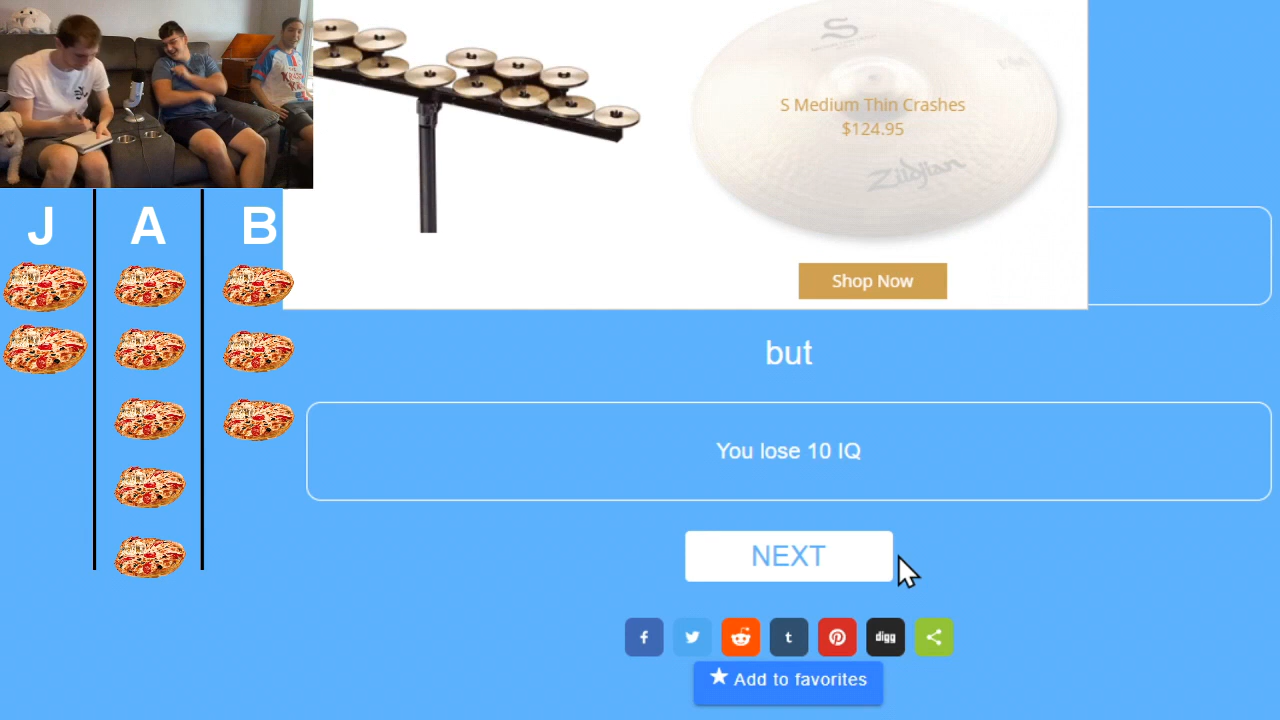 S Medium Thin Crashes
$124.95
Zildjian
Shop Now
J A B
but
You lose 10 IQ
NEXT
f t digg
Add to favorites